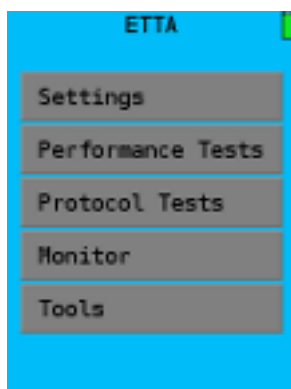 ETTA
Settings
Performance Tests
Protocol Tests
Monitor
Tools